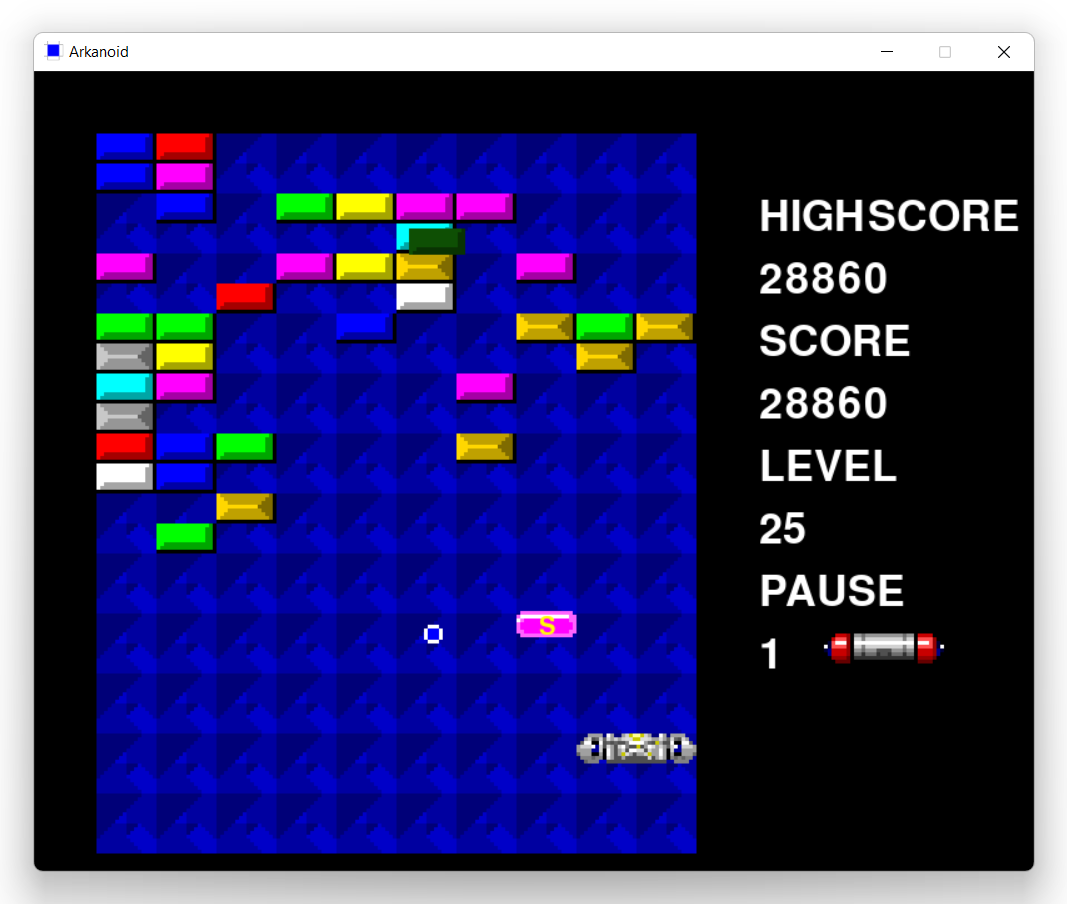 Arkanoid
HIGHSCORE
28860
SCORE
28860
LEVEL
25
PAUSE
1
S